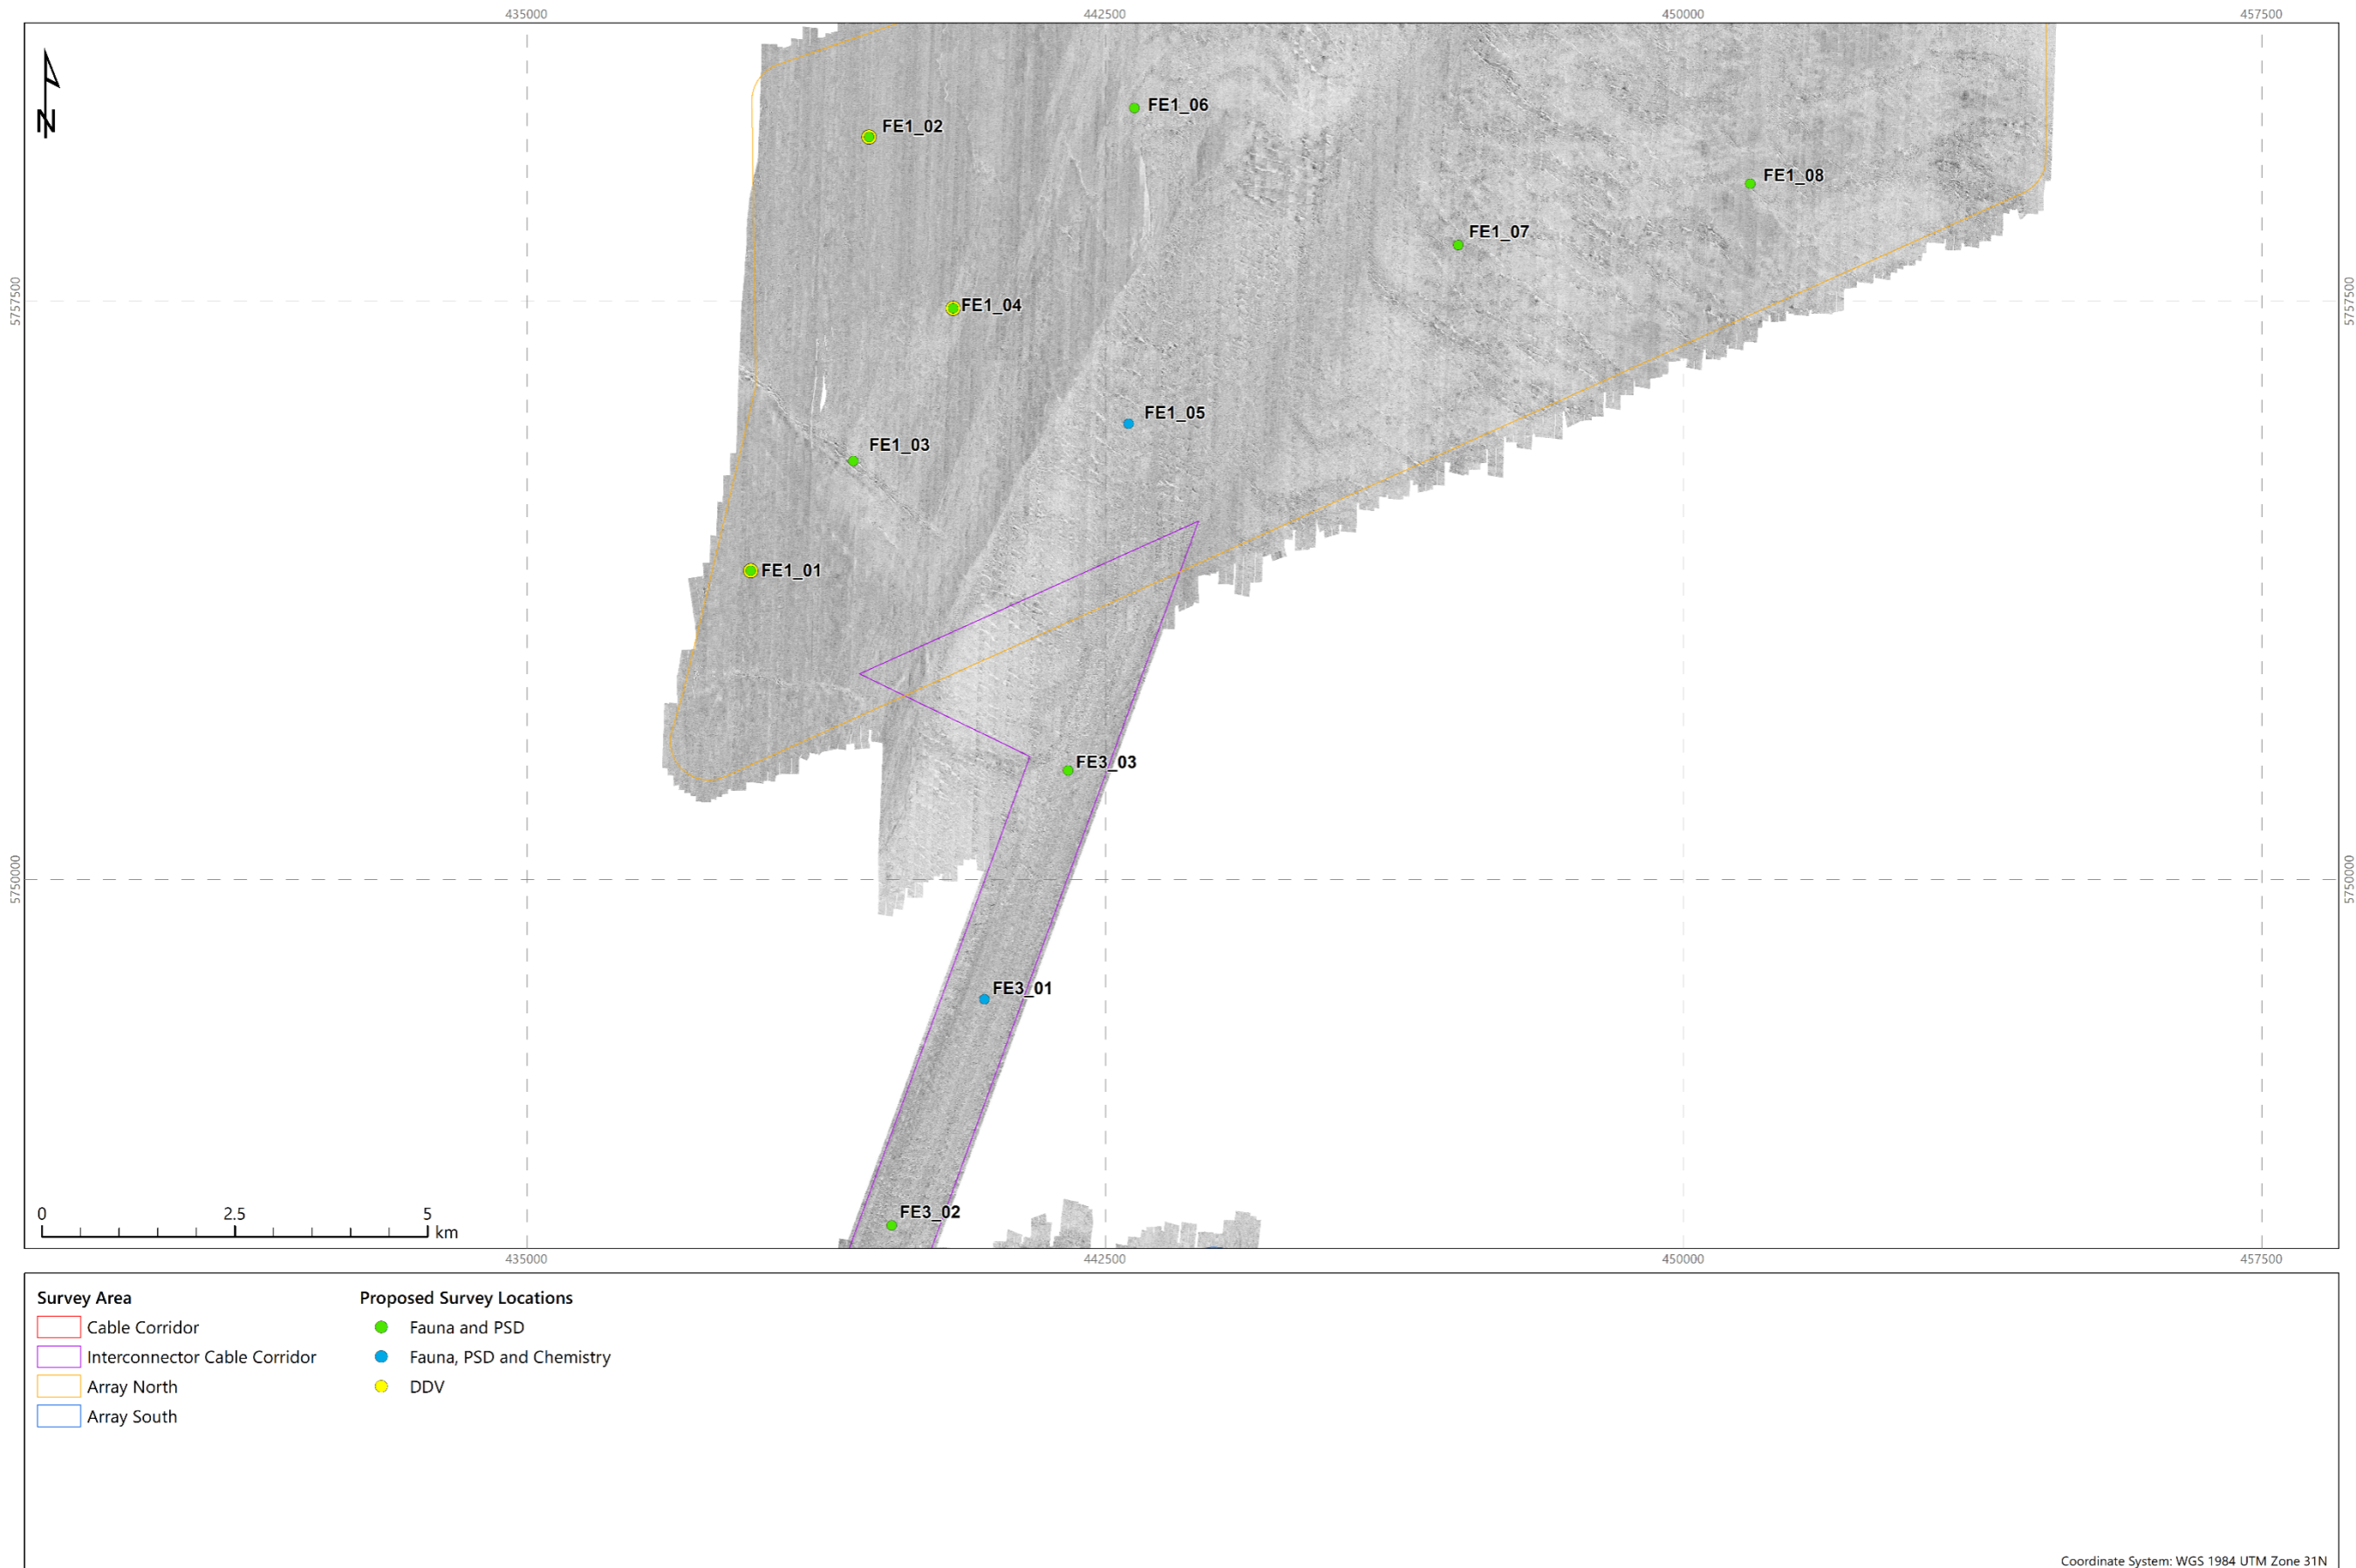 435000
442500
450000
457500
N
FE1_06
FE1_02
FE1_08
FE1_07
5757500
5757500
FE1_04
FE1_05
FE1_03
FE1_01
FE3_03
5750000
5750000
FE3_01
FE3_02
0
2.5
5
km
435000
442500
450000
457500
Survey Area
Cable Corridor
Interconnector Cable Corridor
Array North
Array South
Proposed Survey Locations
Fauna and PSD
Fauna, PSD and Chemistry
DDV
Coordinate System: WGS 1984 UTM Zone 31N